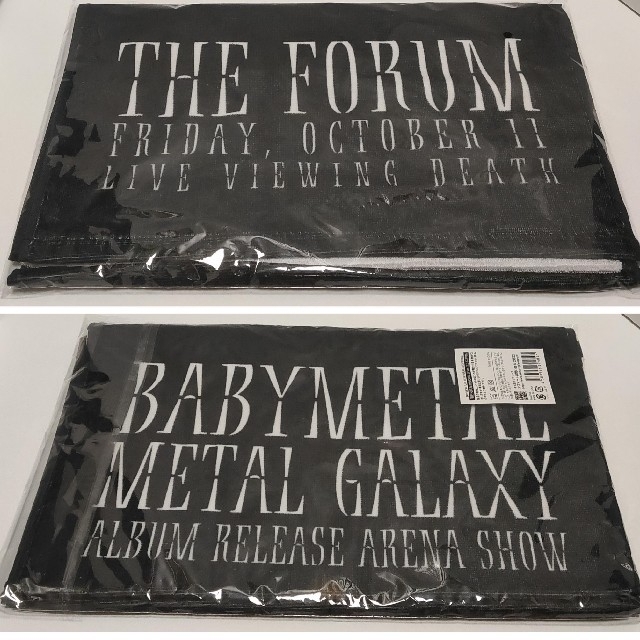 THE FORUM
FRIDAY, OCTOBER 11
LIVE VIEWING DEATH
BABYMETAL
METAL GALAXY
ALBUM RELEASE ARENA SHOW